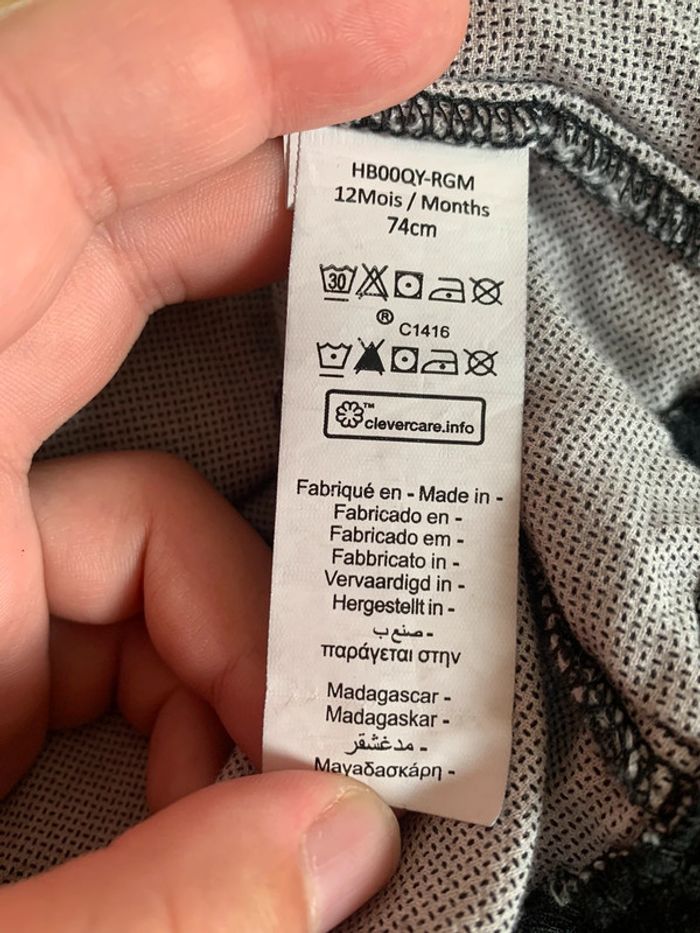 HB00QY-RGM
12Mois / Months
74cm
30
® C1416
™ clevercare.info
Fabriqué en - Made in -
Fabricado en -
Fabricado em -
Fabbricato in -
Vervaardigd in -
Hergestellt in -
صنع ب -
παράγεται στην
Madagascar -
Madagaskar -
مدغشقر -
Μαγαδασκάρη -